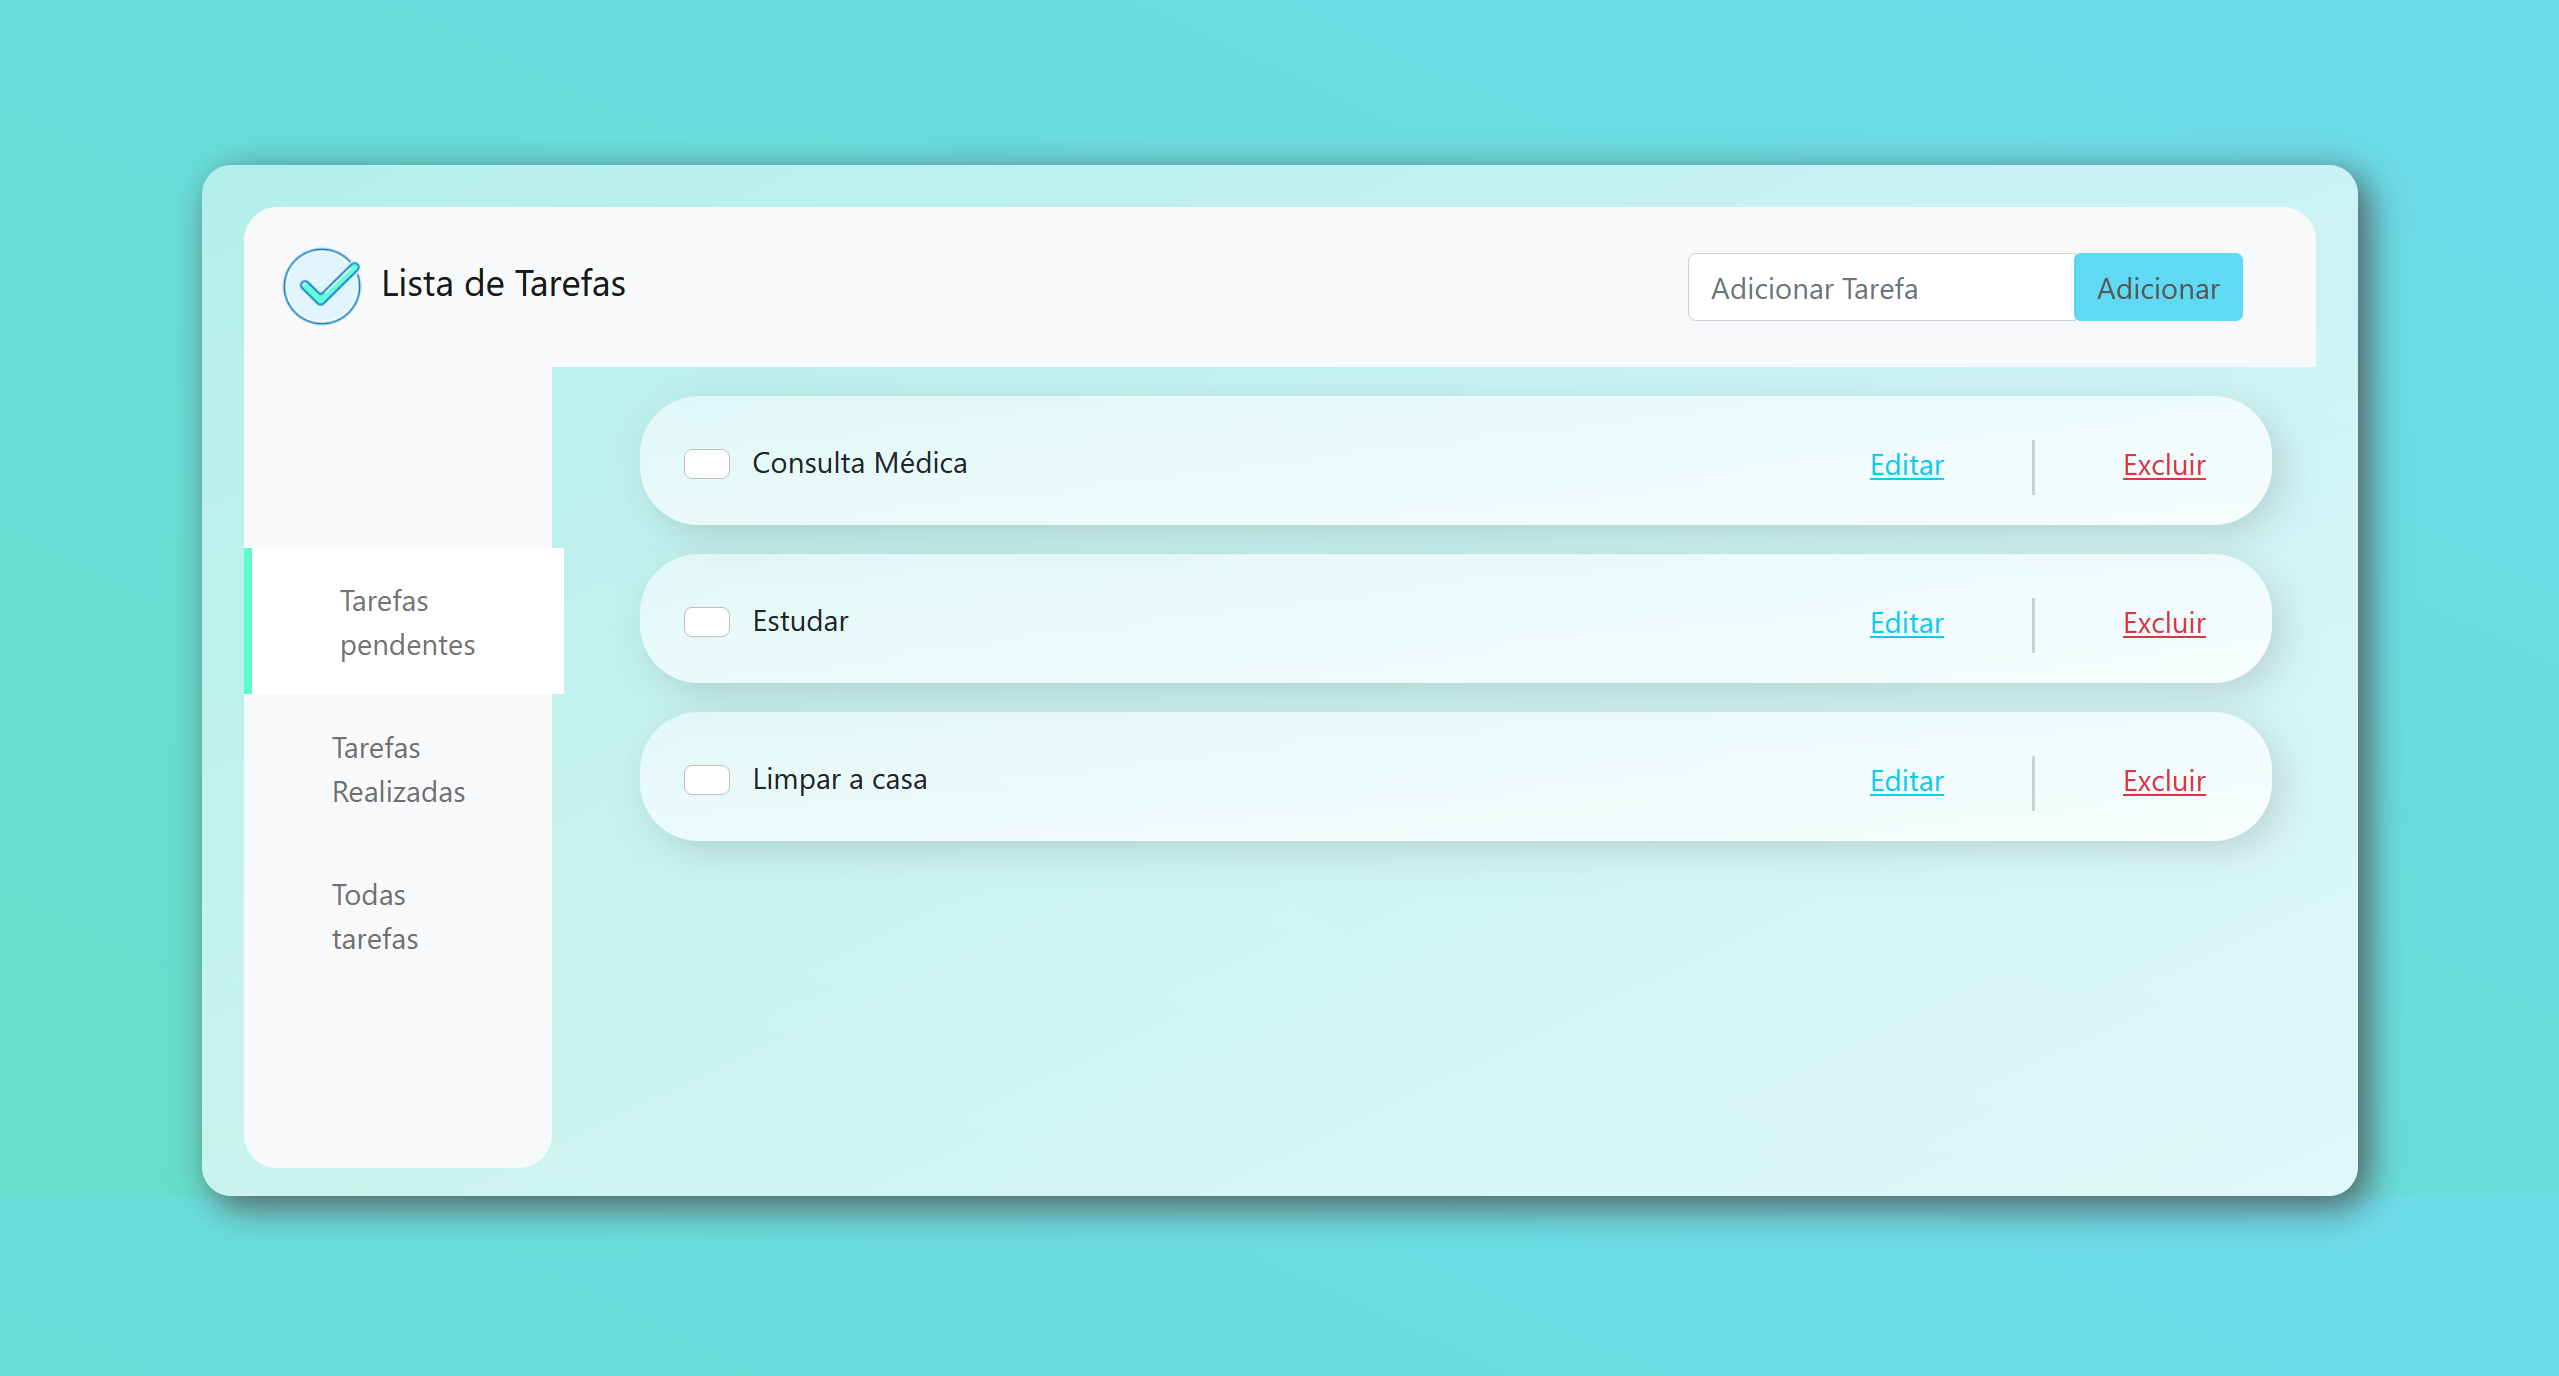 Lista de Tarefas
Adicionar Tarefa
Adicionar
Tarefas
pendentes
Tarefas
Realizadas
Todas
tarefas
Consulta Médica
Editar
Excluir
Estudar
Editar
Excluir
Limpar a casa
Editar
Excluir